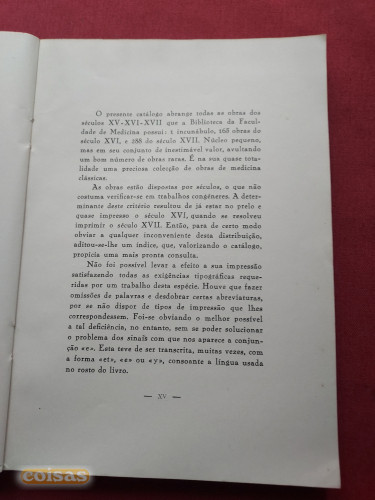 O presente catálogo abrange todas as obras dos
séculos XV-XVI-XVII que a Biblioteca da Facul-
dade de Medicina possui: 1 incunábulo, 168 obras do
século XVI, e 188 do século XVII. Núcleo pequeno,
mas em seu conjunto de inestimável valor, avultando
um bom número de obras raras. É na sua quase tota-
lidade uma preciosa colecção de obras de medicina
clássicas.
As obras estão dispostas por séculos, o que não
costuma verificar-se em trabalhos congéneres. A deter-
minante deste critério resultou de já estar no prelo e
quase impresso o século XVI, quando se resolveu
imprimir o século XVII. Então, para de certo modo
obviar a qualquer inconveniente desta distribuição,
aditou-se-lhe um índice, que, valorizando o catálogo,
propicia uma mais pronta consulta.
Não foi possível levar a efeito a sua impressão
satisfazendo todas as exigências tipográficas reque-
ridas por um trabalho desta espécie. Houve que fazer
omissões de palavras e desdobrar certas abreviaturas,
por se não dispor de tipos de impressão que lhes
correspondessem. Foi-se obviando o melhor possível
a tal deficiência, no entanto, sem se poder solucionar
o problema dos sinais com que nos aparece a conjun-
ção «e». Esta teve de ser transcrita, muitas vezes, com
a forma «et», «e» ou «y», consoante a língua usada
no rosto do livro.
— XV —
coisas